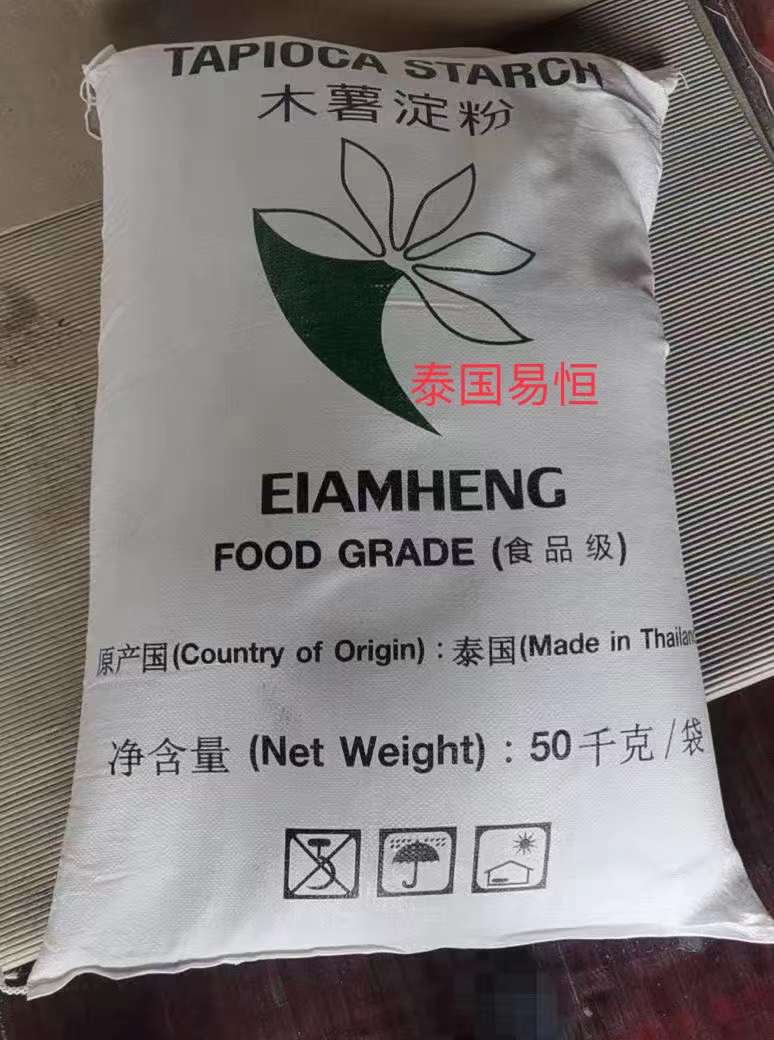 TAPIOCA STARCH
木薯淀粉
泰国易恒
EIAMHENG
FOOD GRADE (食品级)
原产国(Country of Origin) : 泰国(Made in Thailan
净含量 (Net Weight) : 50千克/袋